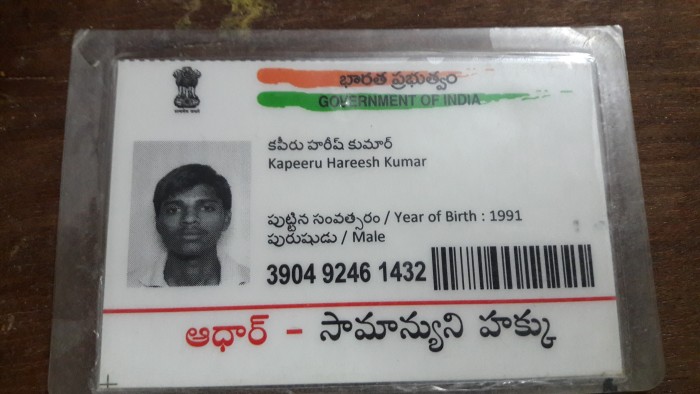 భారత ప్రభుత్వం
GOVERNMENT OF INDIA
కపీరు హరీష్ కుమార్
Kapeeru Hareesh Kumar
పుట్టిన సంవత్సరం / Year of Birth : 1991
పురుషుడు / Male
3904 9246 1432
ఆధార్ - సామాన్యుని హక్కు